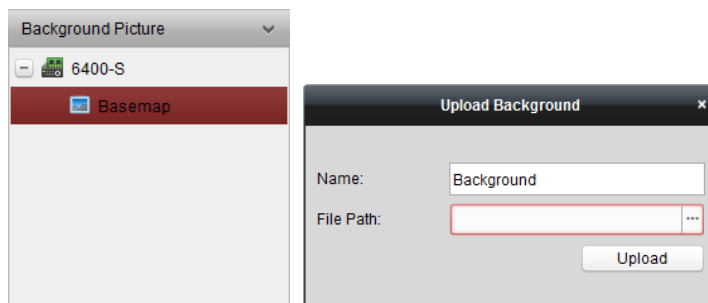 Background Picture
6400-S
Basemap
Upload Background
Name:
Background
File Path:
...
Upload